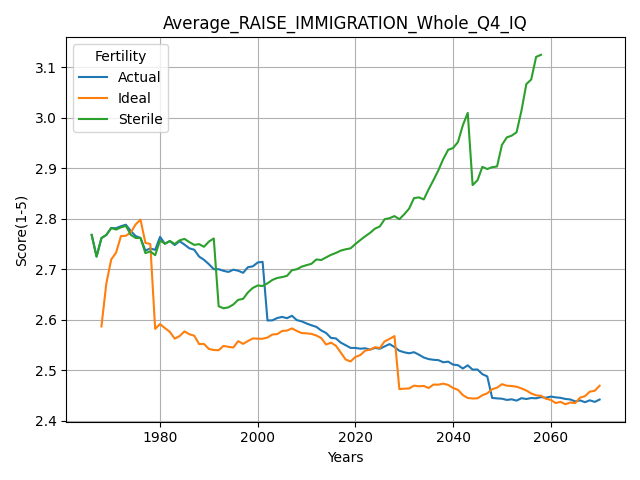 Average_RAISE_IMMIGRATION_Whole_Q4_IQ
Fertility
Actual
Ideal
Sterile
Score(1-5)
3.1
3.0
2.9
2.8
2.7
2.6
2.5
2.4
1980
2000
2020
2040
2060
Years